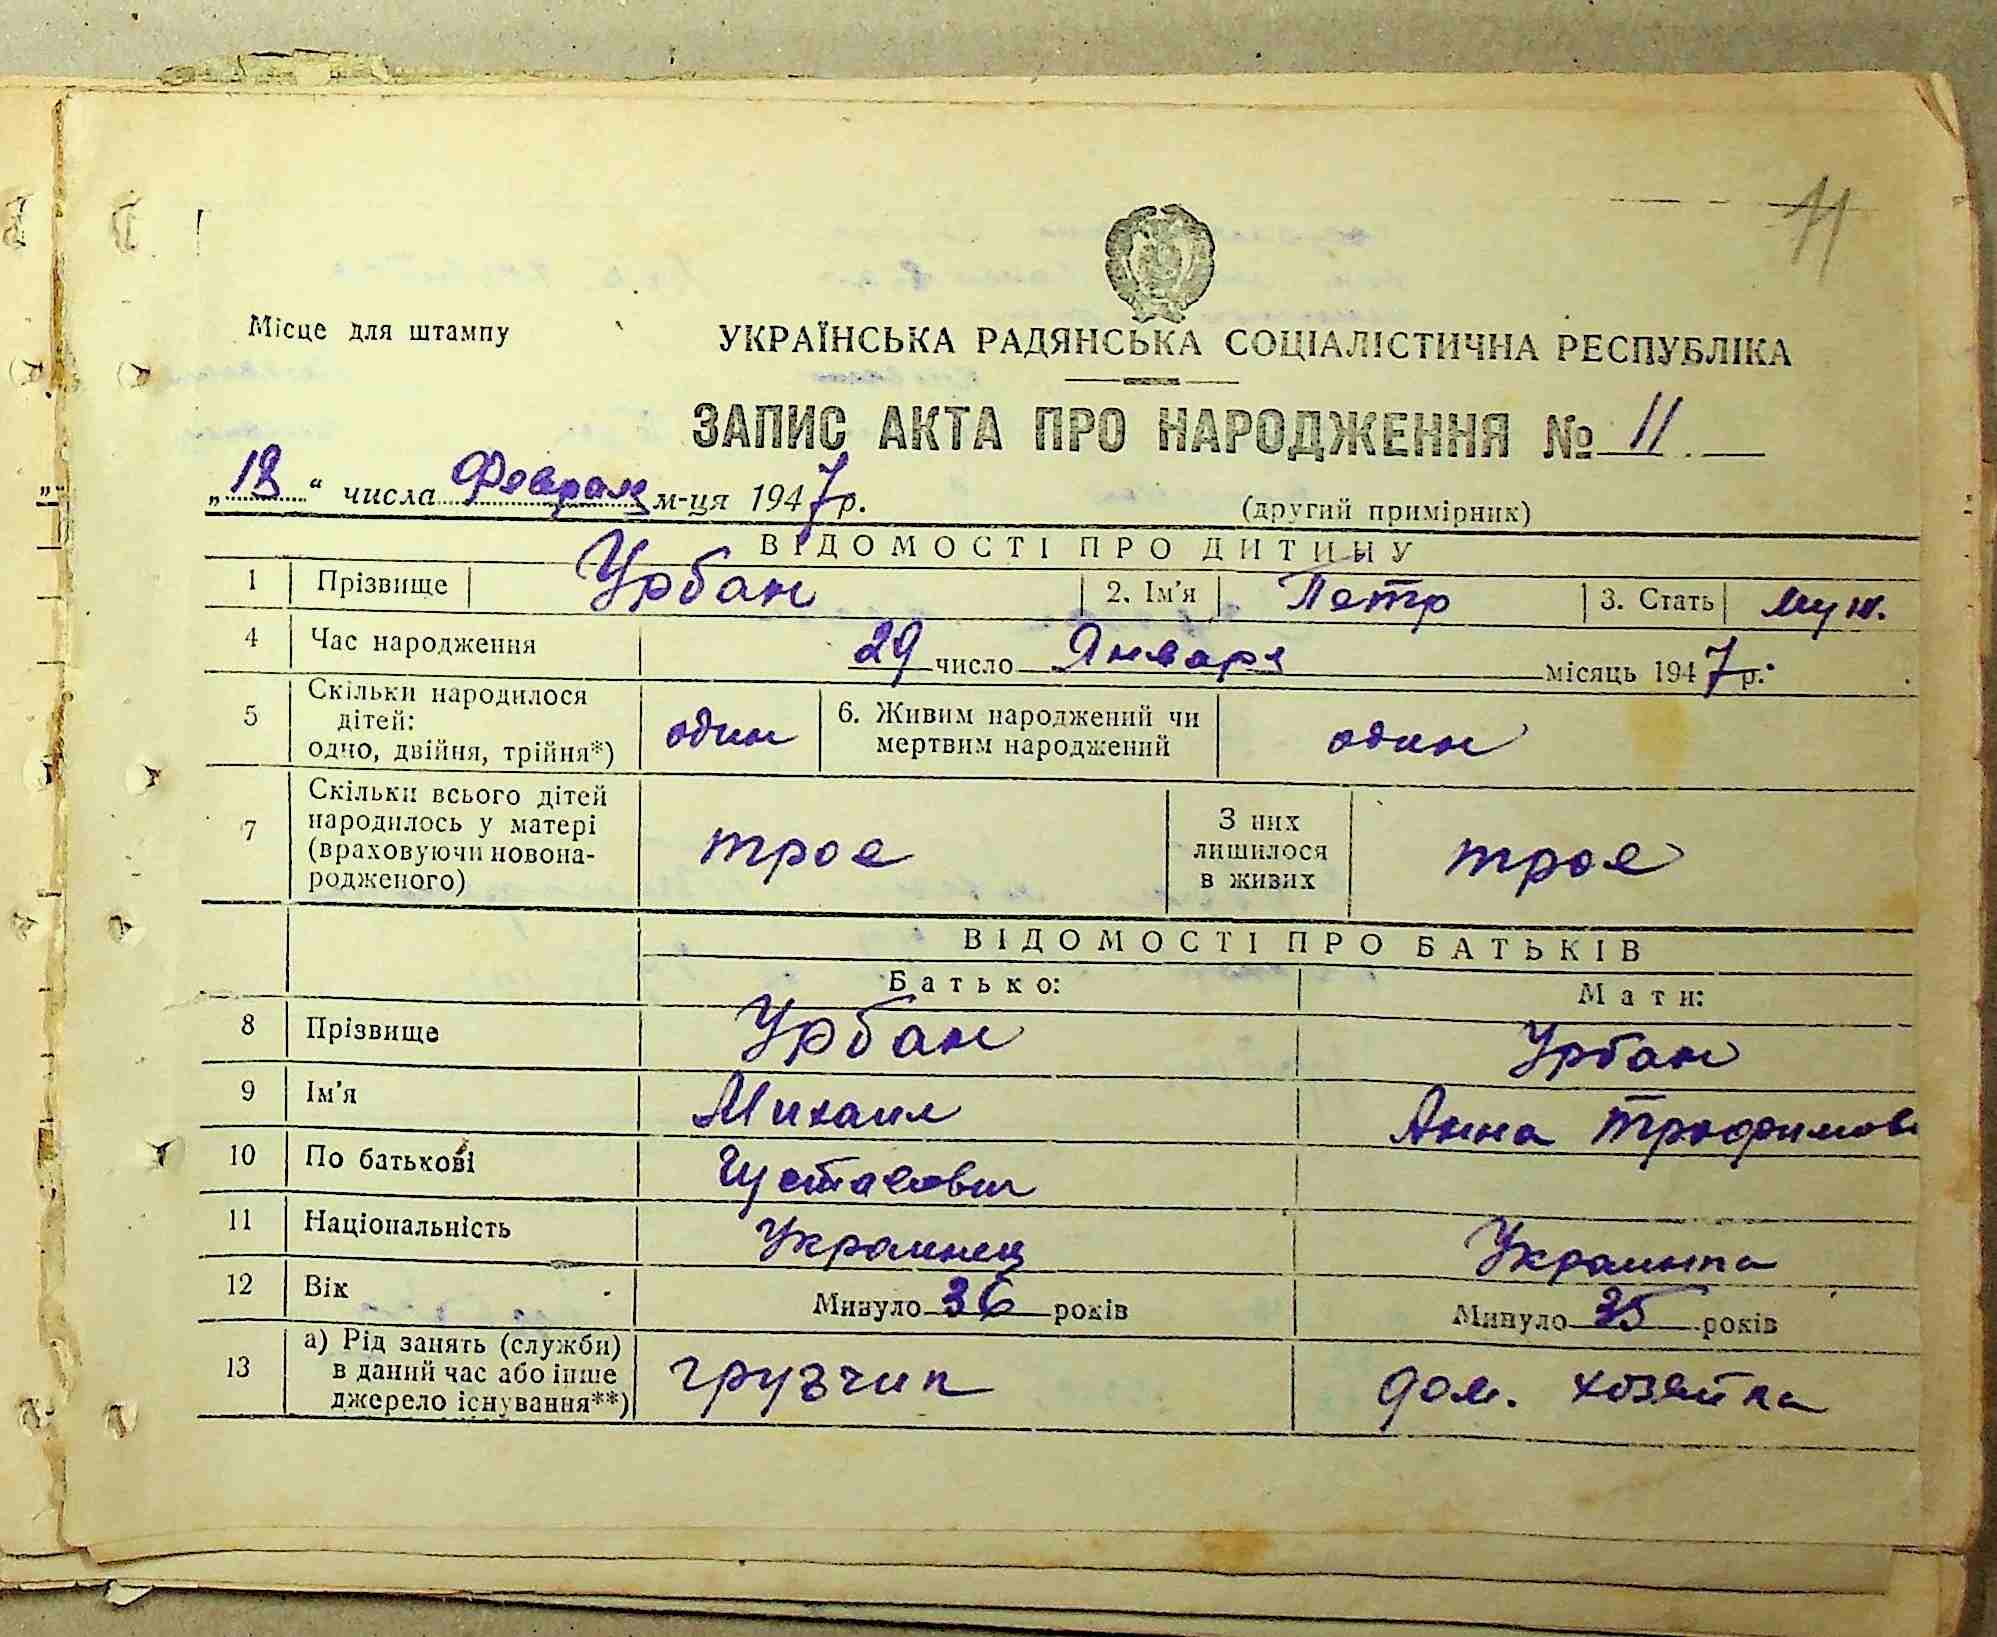 11
Місце для штампу
УКРАЇНСЬКА РАДЯНСЬКА СОЦІАЛІСТИЧНА РЕСПУБЛІКА
ЗАПИС АКТА ПРО НАРОДЖЕННЯ № 11
„18“ числа Февраля м-ця 1947 р.
(другий примірник)
ВІДОМОСТІ ПРО ДИТИНУ
1 Прізвище Урбан 2. Ім'я Петр 3. Стать муж.
4 Час народження 29 число Января місяць 1947 р.
5 Скільки народилося дітей: одно, двійня, трійня*) один 6. Живим народжений чи мертвим народжений один
7 Скільки всього дітей народилось у матері (враховуючи новонародженого) трое З них лишилося в живих трое
ВІДОМОСТІ ПРО БАТЬКІВ
Батько: Мати:
8 Прізвище Урбан Урбан
9 Ім'я Михаил Анна Трофимов
10 По батькові Густавович
11 Національність Украинец Украинка
12 Вік Минуло 36 років Минуло 35 років
13 а) Рід занять (служби) в даний час або інше джерело існування**) грузчик дом. хозяйка